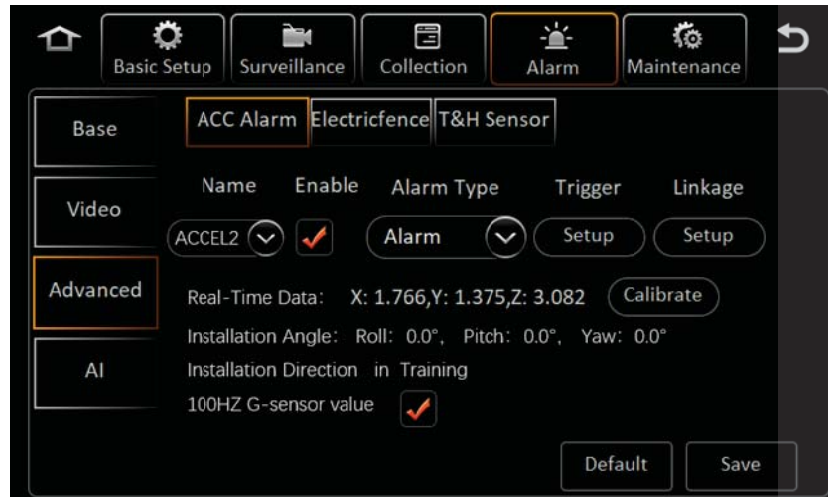 Basic Setup Surveillance Collection Alarm Maintenance
Base
Video
Advanced
AI
ACC Alarm Electricfence T&H Sensor
Name Enable Alarm Type Trigger Linkage
ACCEL2 Alarm Setup Setup
Real-Time Data: X: 1.766,Y: 1.375,Z: 3.082 Calibrate
Installation Angle: Roll: 0.0°, Pitch: 0.0°, Yaw: 0.0°
Installation Direction in Training
100HZ G-sensor value
Default Save